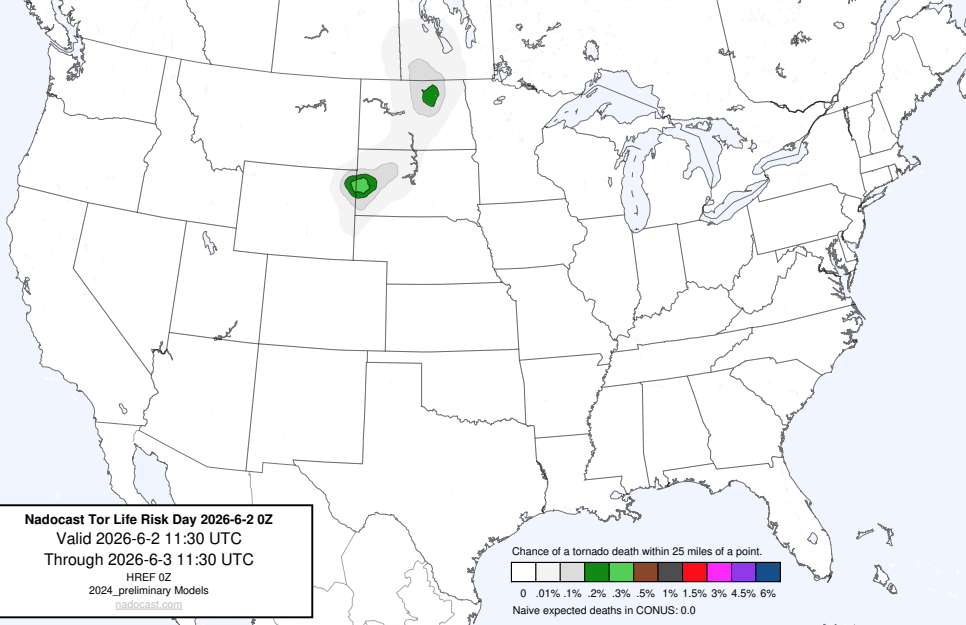 Nadocast Tor Life Risk Day 2026-6-2 0Z
Valid 2026-6-2 11:30 UTC
Through 2026-6-3 11:30 UTC
HREF 0Z
2024_preliminary Models
nadocast.com
Chance of a tornado death within 25 miles of a point.
0 .01% .1% .2% .3% .5% 1% 1.5% 3% 4.5% 6%
Naive expected deaths in CONUS: 0.0